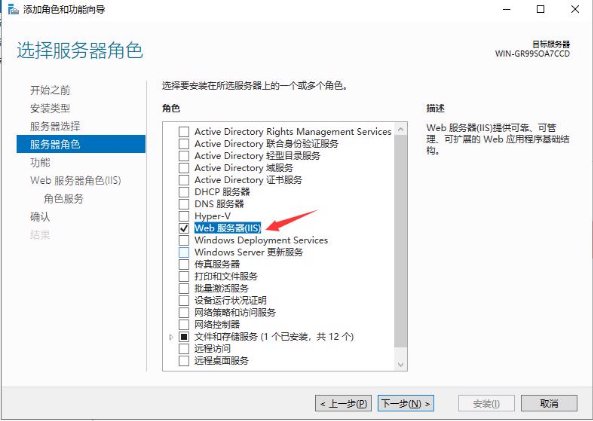 添加角色和功能向导
选择服务器角色
目标服务器
WIN-GR99SOA7CCD
开始之前
安装类型
服务器选择
服务器角色
功能
Web 服务器角色(IIS)
角色服务
确认
结果
选择要安装在所选服务器上的一个或多个角色。
角色
Active Directory Rights Management Services
Active Directory 联合身份验证服务
Active Directory 轻型目录服务
Active Directory 域服务
Active Directory 证书服务
DHCP 服务器
DNS 服务器
Hyper-V
Web 服务器(IIS)
Windows Deployment Services
Windows Server 更新服务
传真服务器
打印和文件服务
批量激活服务
设备运行状况证明
网络策略和访问服务
网络控制器
文件和存储服务 (1 个已安装，共 12 个)
远程访问
远程桌面服务
描述
Web 服务器(IIS)提供可靠、可管
理、可扩展的 Web 应用程序基础结
构。
< 上一步(P)
下一步(N) >
安装(I)
取消